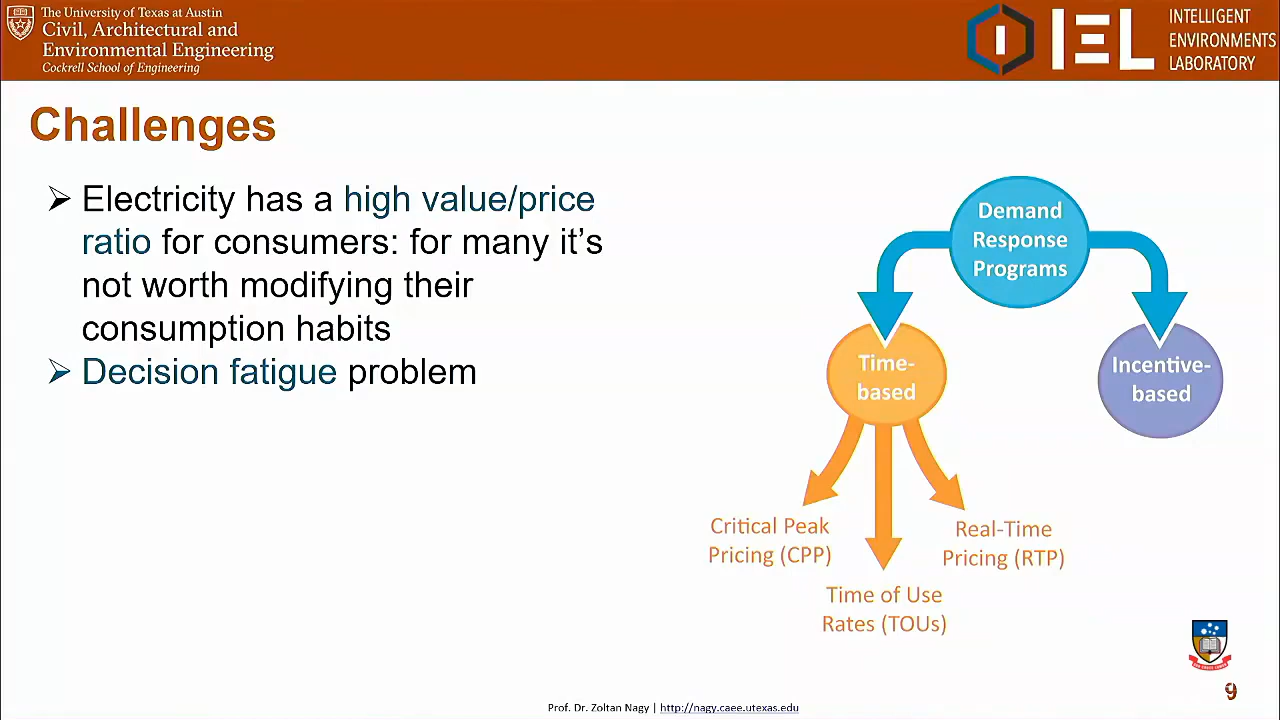 The University of Texas at Austin
Civil, Architectural and
Environmental Engineering
Cockrell School of Engineering
I IEL
INTELLIGENT
ENVIRONMENTS
LABORATORY
Challenges
Electricity has a high value/price
ratio for consumers: for many it’s
not worth modifying their
consumption habits
Decision fatigue problem
Demand
Response
Programs
Time-
based
Incentive-
based
Critical Peak
Pricing (CPP)
Time of Use
Rates (TOUs)
Real-Time
Pricing (RTP)
9
Prof. Dr. Zoltan Nagy | http://nagy.caee.utexas.edu